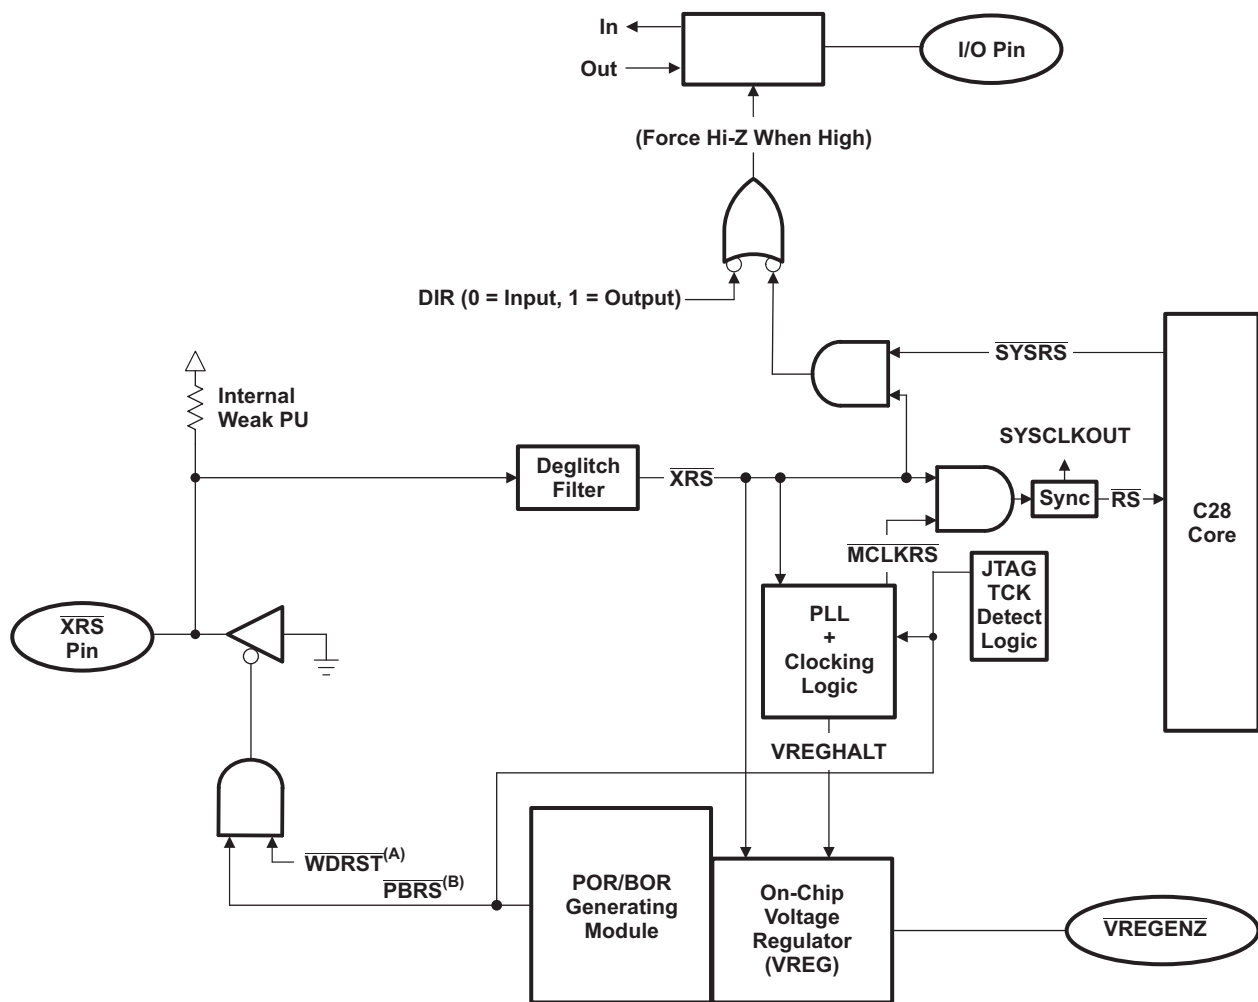 In
Out
I/O Pin
(Force Hi-Z When High)
DIR (0 = Input, 1 = Output)
SYSRS
Internal
Weak PU
SYSCLKOUT
Deglitch
Filter
XRS
Sync
RS
C28
Core
MCLKRS
JTAG
TCK
Detect
Logic
XRS
Pin
PLL
+
Clocking
Logic
VREGHALT
WDRST(A)
PBRS(B)
POR/BOR
Generating
Module
On-Chip
Voltage
Regulator
(VREG)
VREGENZ